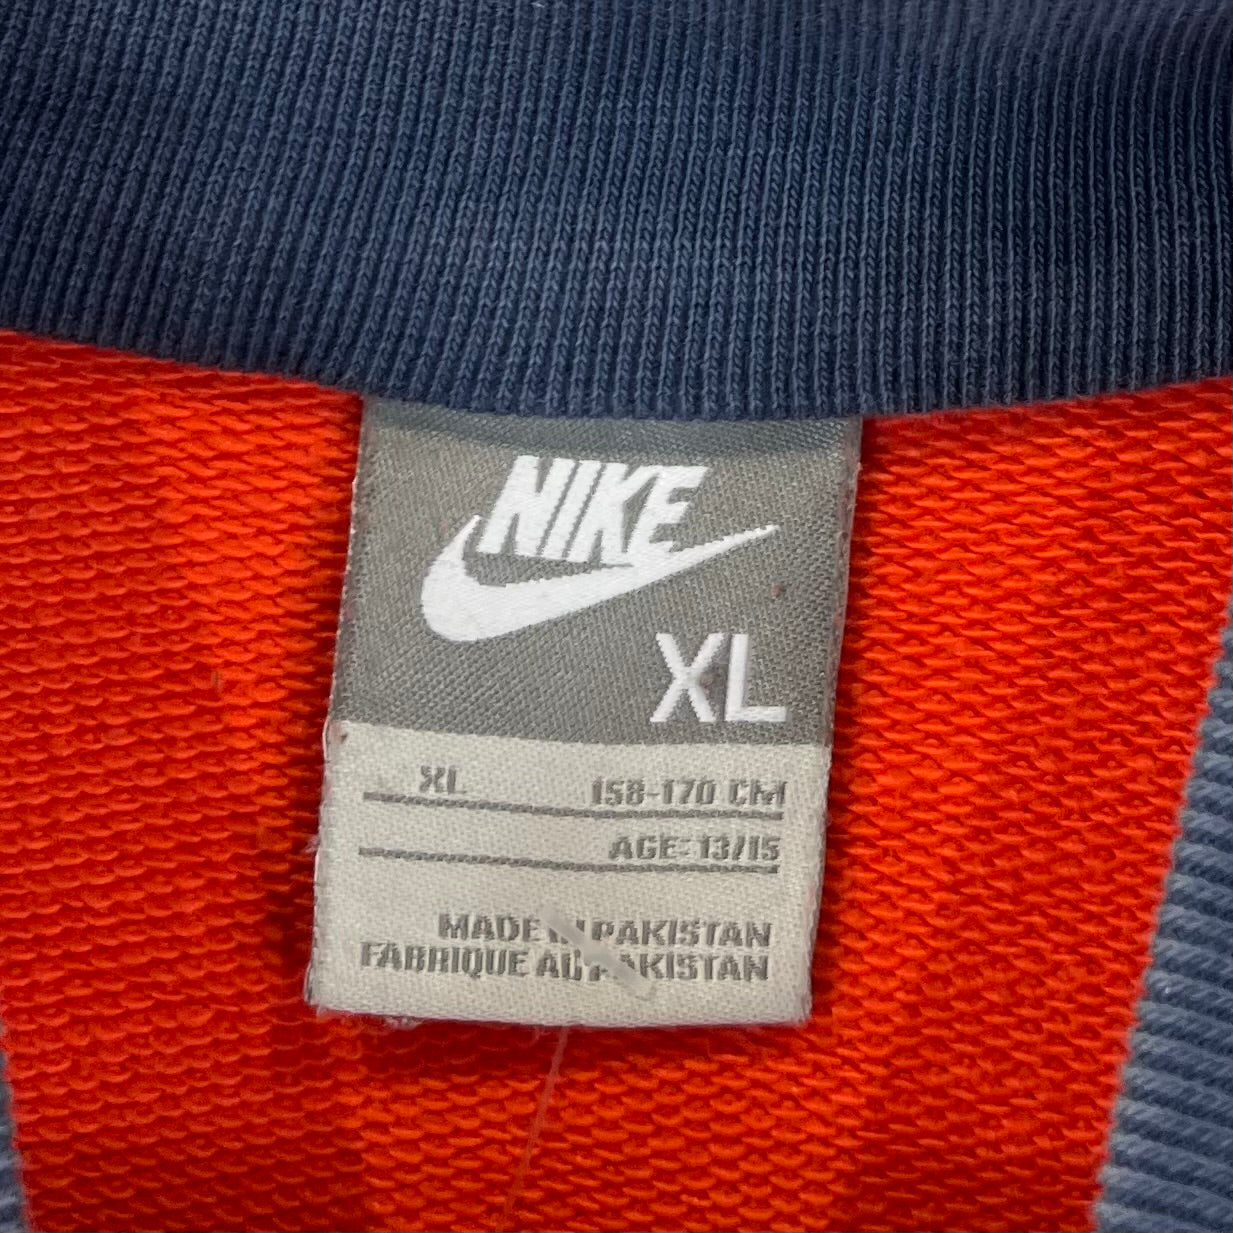 NIKE
XL
XL 158-170 CM
AGE: 13/15
MADE IN PAKISTAN
FABRIQUE AU PAKISTAN